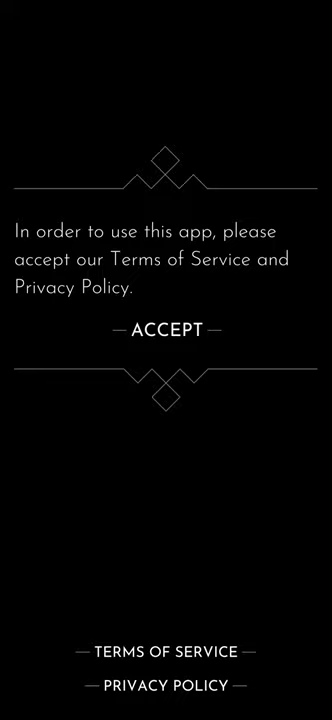 In order to use this app, please
accept our Terms of Service and
Privacy Policy.
ACCEPT
TERMS OF SERVICE
PRIVACY POLICY